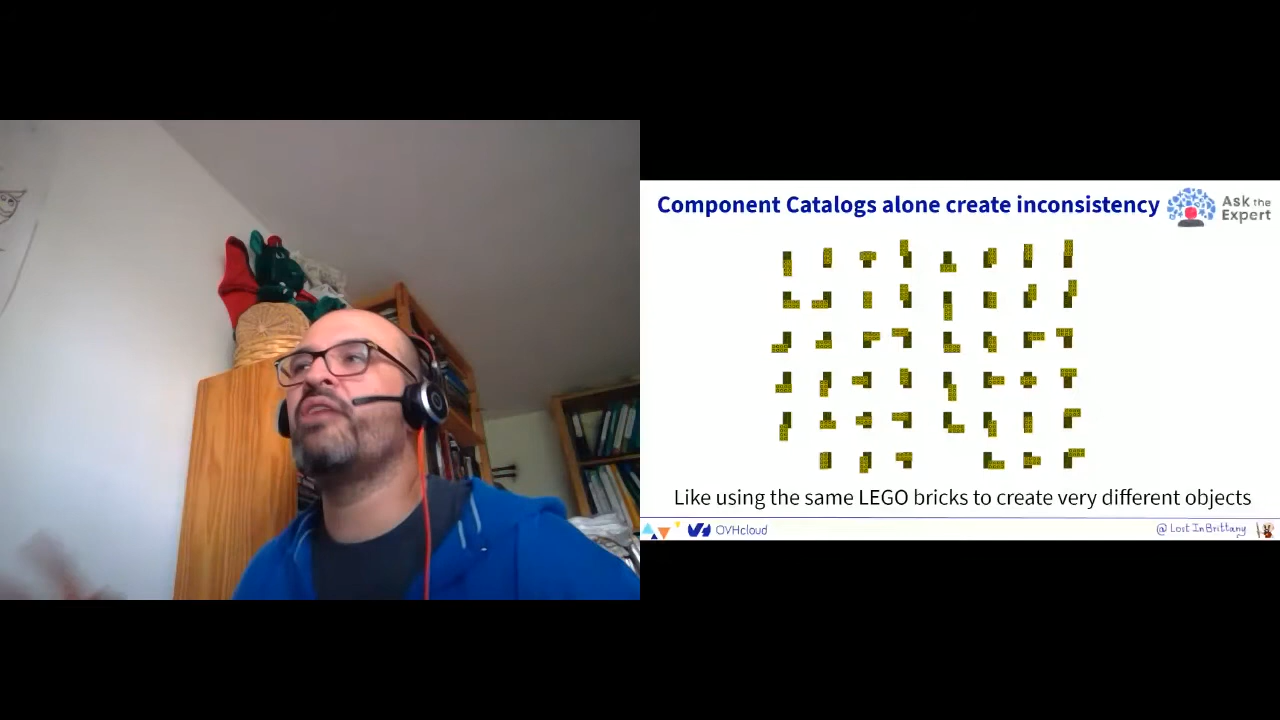 Component Catalogs alone create inconsistency
Ask the
Expert
Like using the same LEGO bricks to create very different objects
OVHcloud
@LostInBrittany